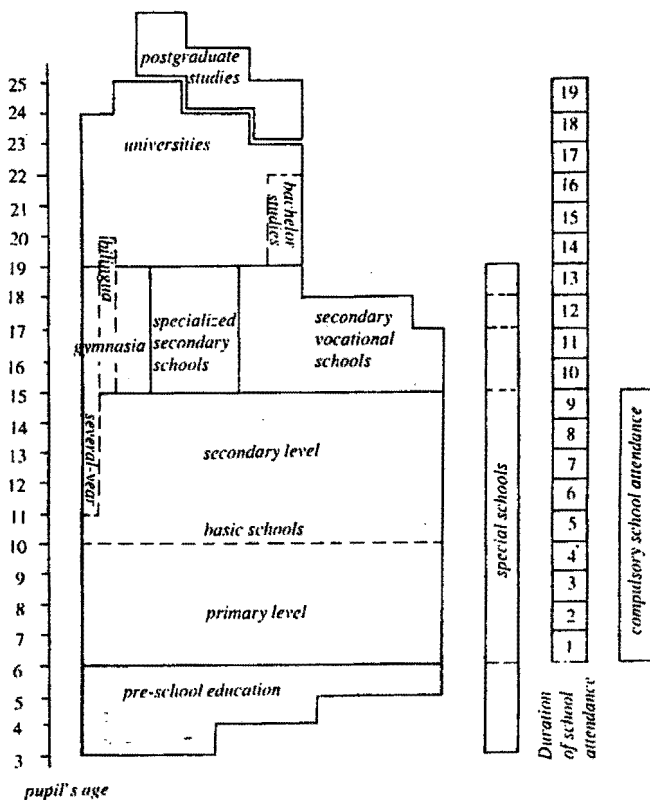 postgraduate
studies
universities
bachelor
studies
bilingua
gymnasia
specialized
secondary
schools
secondary
vocational
schools
several-year
secondary level
basic schools
primary level
pre-school education
25
24
23
22
21
20
19
18
17
16
15
14
13
12
11
10
9
8
7
6
5
4
3
pupil's age
special schools
19
18
17
16
15
14
13
12
11
10
9
8
7
6
5
4
3
2
1
Duration
of school
attendance
compulsory school attendance